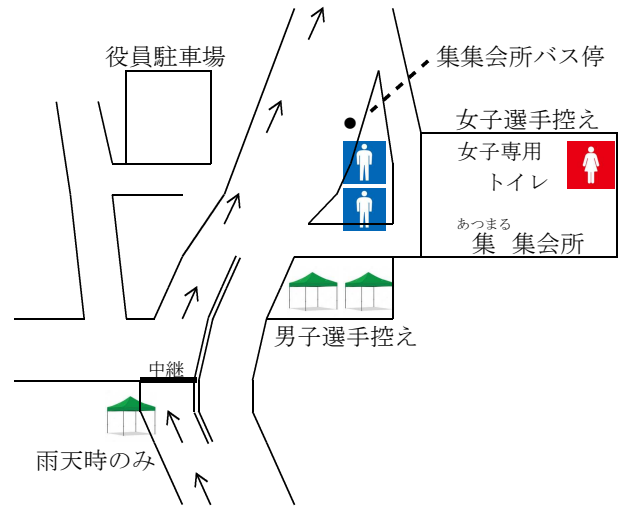 役員駐車場
集集会所バス停
女子選手控え
女子専用
トイレ
あつまる
集 集会所
男子選手控え
中継
雨天時のみ